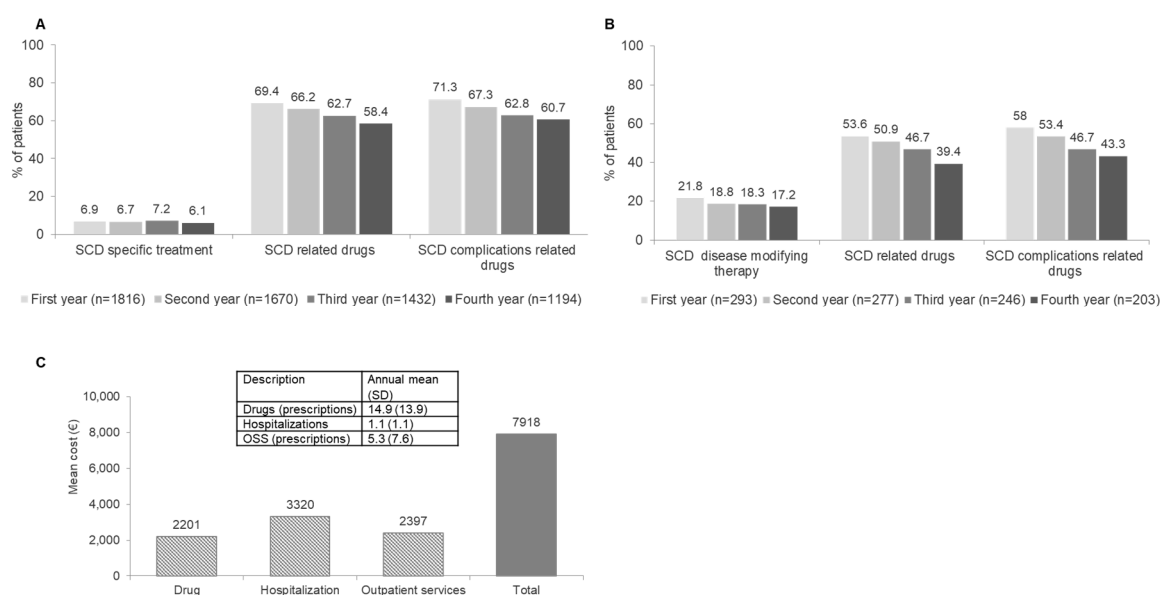 A
100
80
60
40
20
0
% of patients
6.9 6.7 7.2 6.1
69.4 66.2 62.7 58.4
71.3 67.3 62.8 60.7
SCD specific treatment
SCD related drugs
SCD complications related
drugs
First year (n=1816) Second year (n=1670) Third year (n=1432) Fourth year (n=1194)
B
100
80
60
40
20
0
% of patients
21.8 18.8 18.3 17.2
53.6 50.9 46.7 39.4
58 53.4 46.7 43.3
SCD disease modifying
therapy
SCD related drugs
SCD complications related
drugs
First year (n=293) Second year (n=277) Third year (n=246) Fourth year (n=203)
C
Description Annual mean
(SD)
Drugs (prescriptions) 14.9 (13.9)
Hospitalizations 1.1 (1.1)
OSS (prescriptions) 5.3 (7.6)
10,000
8,000
6,000
4,000
2,000
0
Mean cost (€)
2201 3320 2397 7918
Drug Hospitalization Outpatient services Total